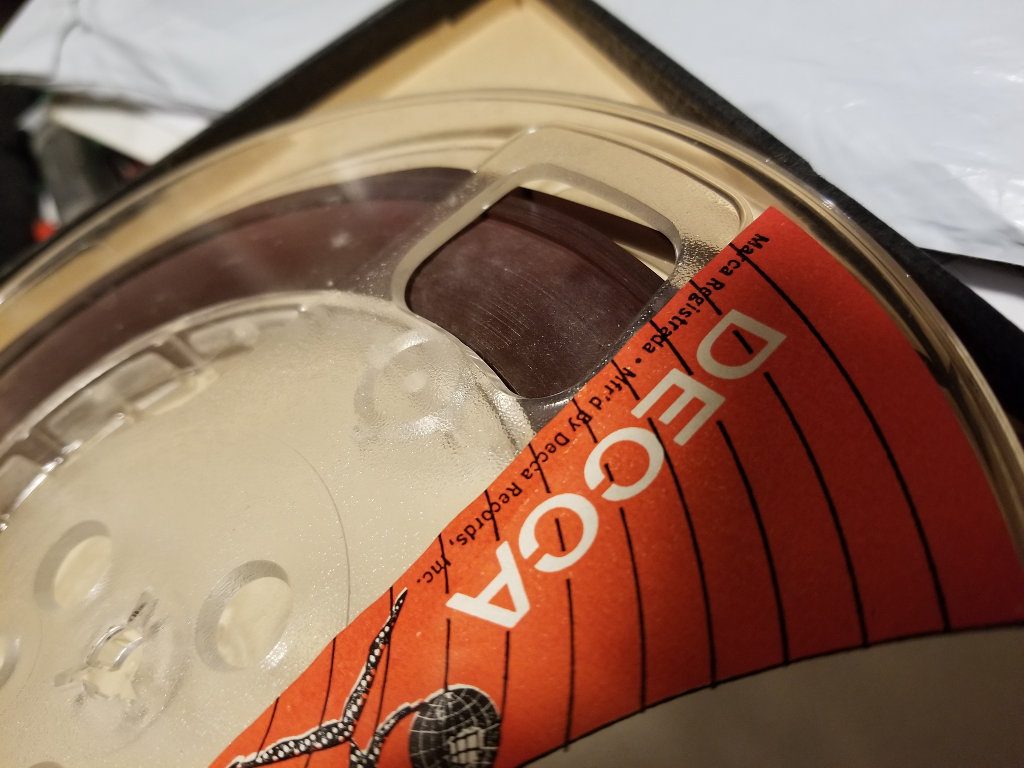 Marca Registrada • Mfr'd By Decca Records, Inc.
DECCA